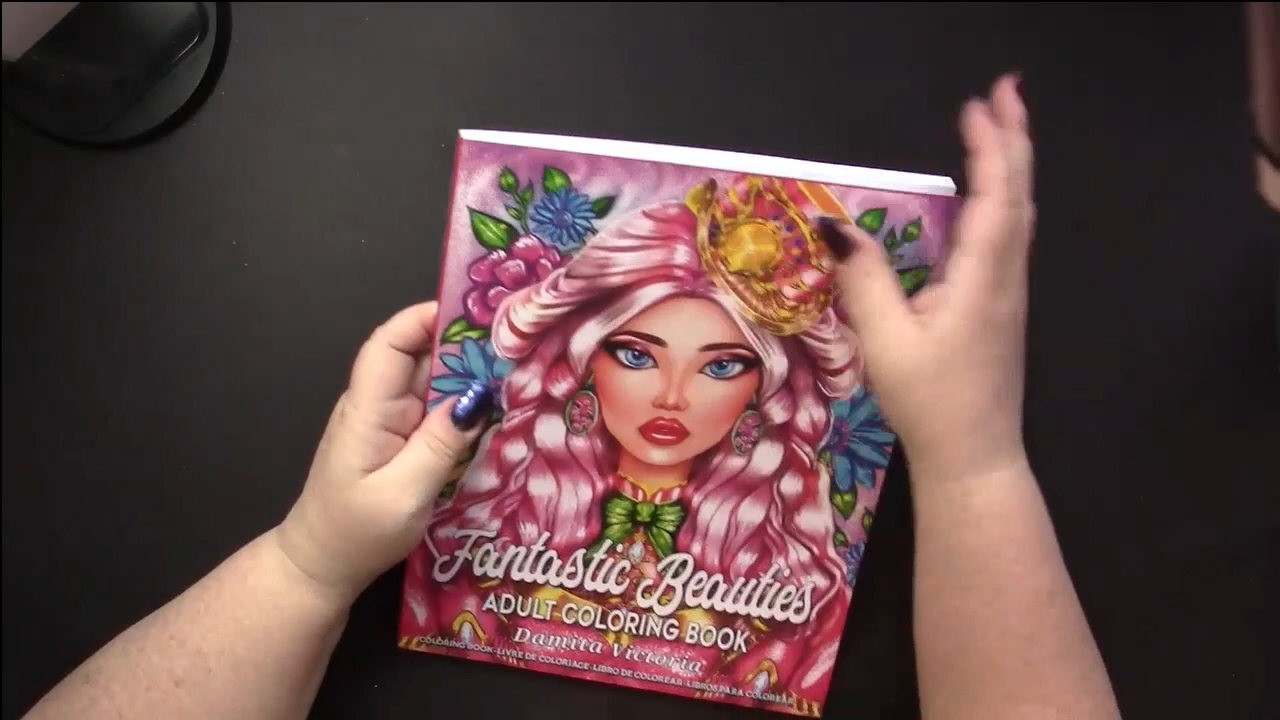 Fantastic Beauties
ADULT COLORING BOOK
Damita Victoria
COLORING BOOK-LIVRE DE COLORIAGE-LIBRO DE COLOREAR-LIBROS PARA COLOREAR